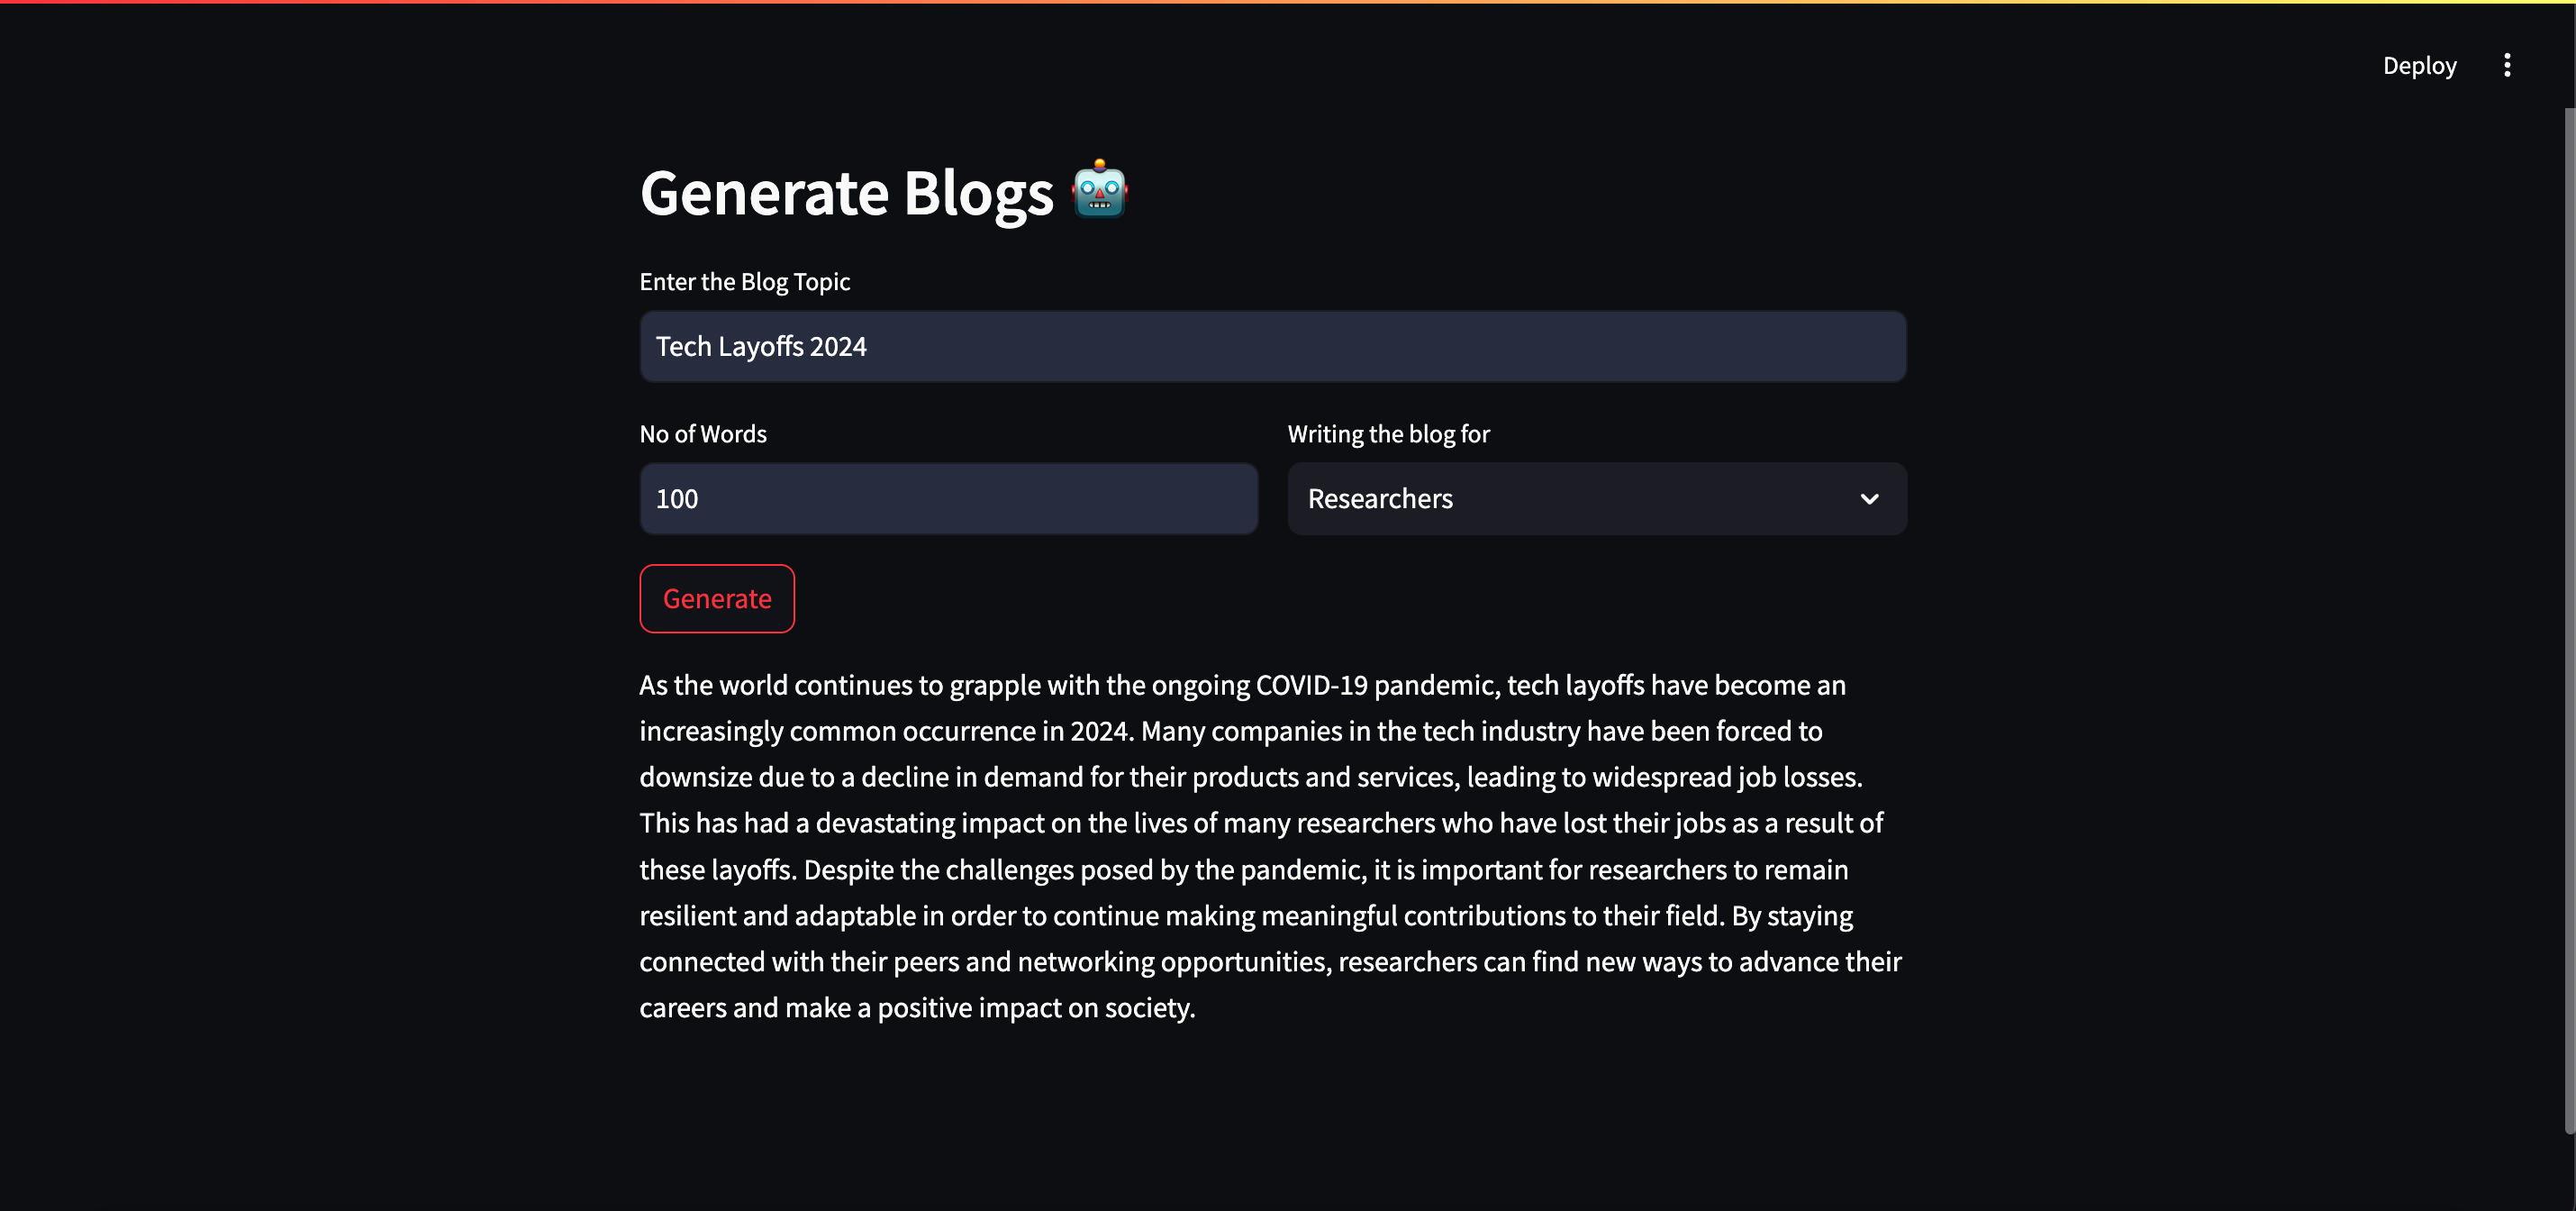 Deploy
Generate Blogs 🤖
Enter the Blog Topic
Tech Layoffs 2024
No of Words
Writing the blog for
100
Researchers
Generate
As the world continues to grapple with the ongoing COVID-19 pandemic, tech layoffs have become an
increasingly common occurrence in 2024. Many companies in the tech industry have been forced to
downsize due to a decline in demand for their products and services, leading to widespread job losses.
This has had a devastating impact on the lives of many researchers who have lost their jobs as a result of
these layoffs. Despite the challenges posed by the pandemic, it is important for researchers to remain
resilient and adaptable in order to continue making meaningful contributions to their field. By staying
connected with their peers and networking opportunities, researchers can find new ways to advance their
careers and make a positive impact on society.